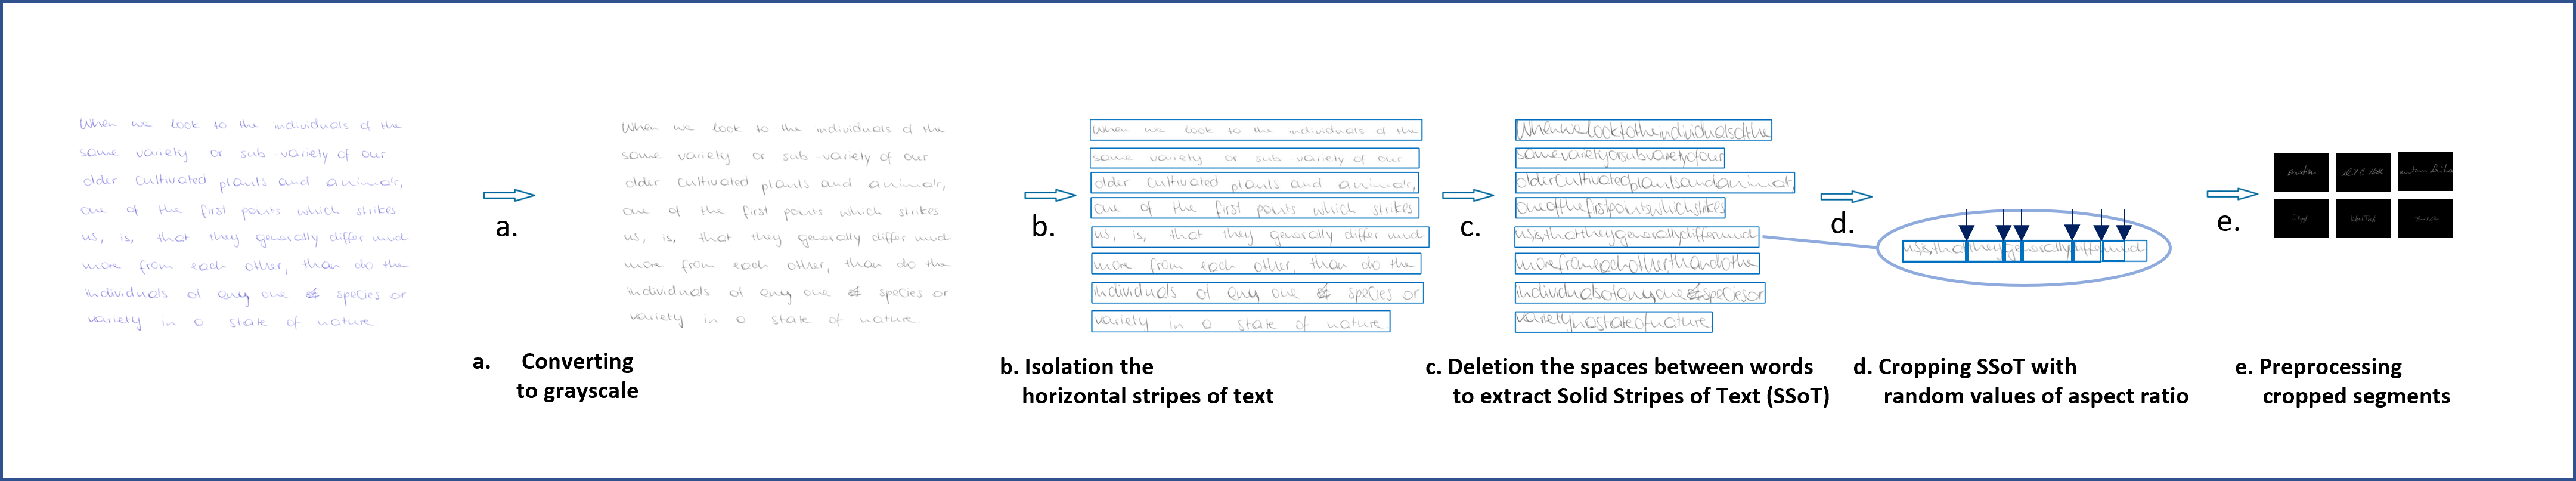 When we look to the individuals of the
same variety or sub-variety of our
older cultivated plants and animals,
one of the first points which strikes
us, is, that they generally differ much
more from each other, than do the
individuals of any one species or
variety in a state of nature.
a.
When we look to the individuals of the
same variety or sub-variety of our
older cultivated plants and animals,
one of the first points which strikes
us, is, that they generally differ much
more from each other, than do the
individuals of any one species or
variety in a state of nature.
b.
When we look to the individuals of the
same variety or sub-variety of our
older cultivated plants and animals,
one of the first points which strikes
us, is, that they generally differ much
more from each other, than do the
individuals of any one species or
variety in a state of nature.
c.
Whenwelooktotheindividualsofthe
samevarietyorsubvarietyofour
olderCultivatedplantsandanimals,
oneofthefirstpointswhichstrikes
us,is,thattheygenerallydiffermuch
morefromeachother,thandothe
individualsofanyonespeciesor
varietyinastateofnature
d.
us,is,thattheygenerallydiffermuch
e.
a. Converting
to grayscale
b. Isolation the
horizontal stripes of text
c. Deletion the spaces between words
to extract Solid Stripes of Text (SSoT)
d. Cropping SSoT with
random values of aspect ratio
e. Preprocessing
cropped segments